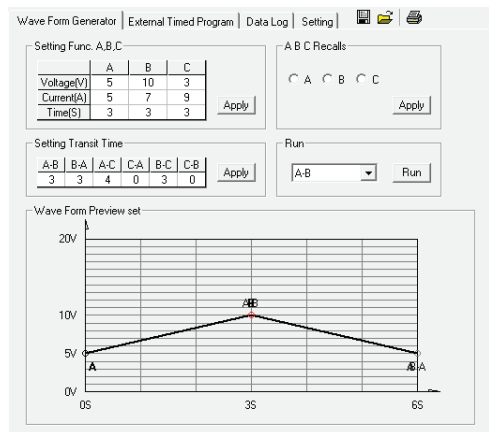 Wave Form Generator External Timed Program Data Log Setting
Setting Func. A,B,C
A B C
Voltage(V) 5 10 3
Current(A) 5 7 9
Time(S) 3 3 3
Apply
A B C Recalls
A B C
Apply
Setting Transit Time
A-B B-A A-C C-A B-C C-B
3 3 4 0 3 0
Apply
Run
A-B
Run
Wave Form Preview set
20V
10V
5V
A
0V
0S 3S 6S